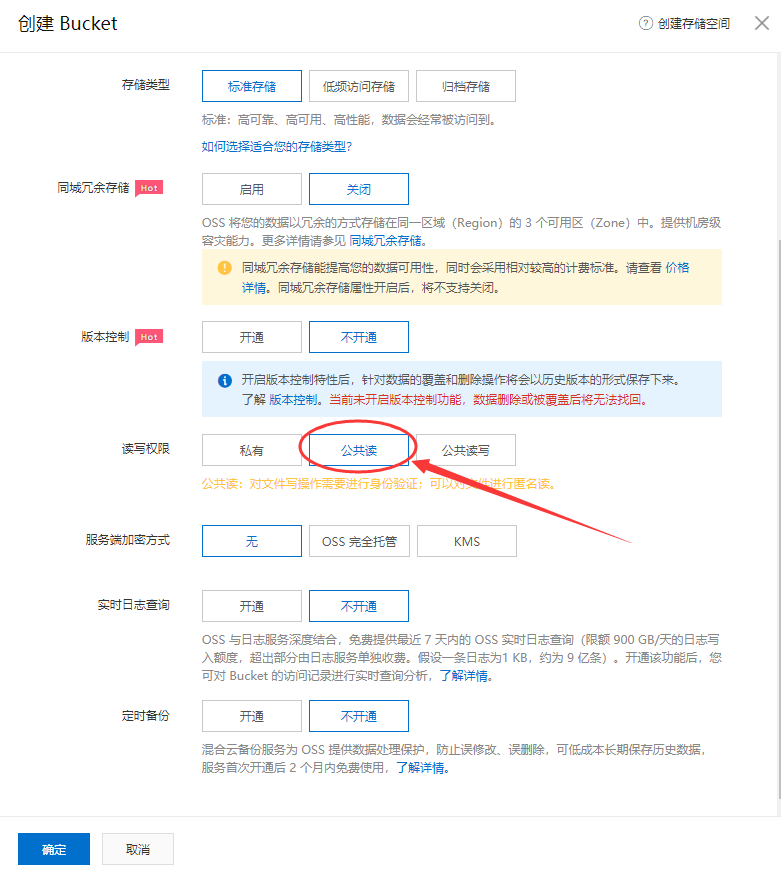 创建 Bucket
创建存储空间
存储类型
标准存储
低频访问存储
归档存储
标准：高可靠、高可用、高性能，数据会经常被访问到。
如何选择适合您的存储类型？
同城冗余存储 Hot
启用
关闭
OSS 将您的数据以冗余的方式存储在同一区域（Region）的 3 个可用区（Zone）中。提供机房级
容灾能力。更多详情请参见 同城冗余存储。
同城冗余存储能提高您的数据可用性，同时会采用相对较高的计费标准。请查看 价格
详情。同城冗余存储属性开启后，将不支持关闭。
版本控制 Hot
开通
不开通
开启版本控制特性后，针对数据的覆盖和删除操作将会以历史版本的形式保存下来。
了解 版本控制。当前未开启版本控制功能，数据删除或被覆盖后将无法找回。
读写权限
私有
公共读
公共读写
公共读：对文件写操作需要进行身份验证；可以对文件进行匿名读。
服务端加密方式
无
OSS 完全托管
KMS
实时日志查询
开通
不开通
OSS 与日志服务深度结合，免费提供最近 7 天内的 OSS 实时日志查询（限额 900 GB/天的日志写
入额度，超出部分由日志服务单独收费。假设一条日志为1 KB，约为 9 亿条）。开通该功能后，您
可对 Bucket 的访问记录进行实时查询分析，了解详情。
定时备份
开通
不开通
混合云备份服务为 OSS 提供数据处理保护，防止误修改、误删除，可低成本长期保存历史数据，
服务首次开通后 2 个月内免费使用，了解详情。
确定
取消